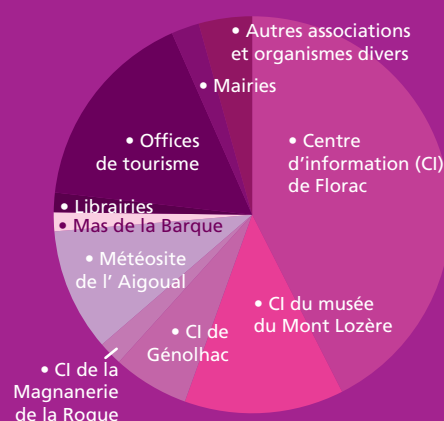 • Autres associations
et organismes divers
• Mairies
• Offices
de tourisme
• Centre
d'information (CI)
de Florac
• Librairies
• Mas de la Barque
• Météosite
de l' Aigoual
• CI du musée
du Mont Lozère
• CI de
Génolhac
• CI de la
Magnanerie
de la Roque